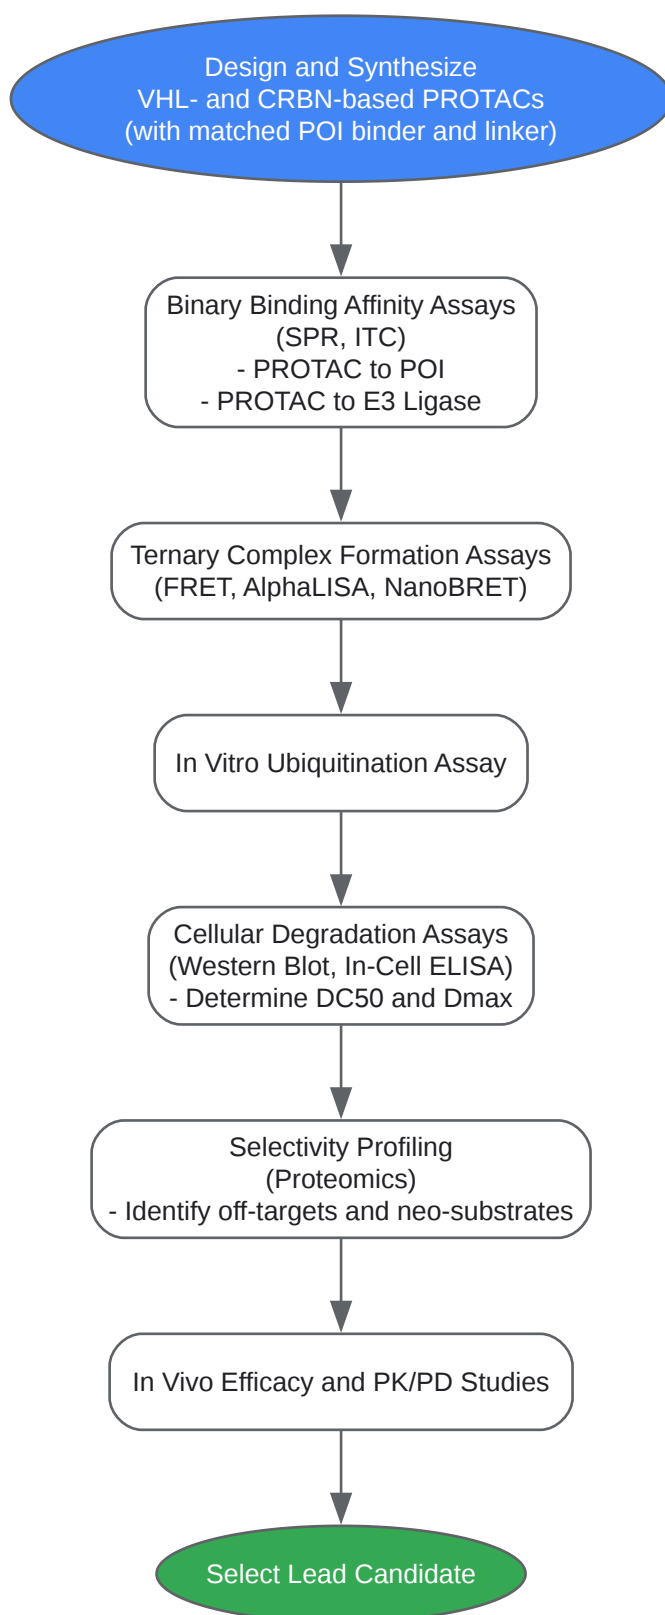 Design and Synthesize
VHL- and CRBN-based PROTACs
(with matched POI binder and linker)
Binary Binding Affinity Assays
(SPR, ITC)
- PROTAC to POI
- PROTAC to E3 Ligase
Ternary Complex Formation Assays
(FRET, AlphaLISA, NanoBRET)
In Vitro Ubiquitination Assay
Cellular Degradation Assays
(Western Blot, In-Cell ELISA)
- Determine DC50 and Dmax
Selectivity Profiling
(Proteomics)
- Identify off-targets and neo-substrates
In Vivo Efficacy and PK/PD Studies
Select Lead Candidate